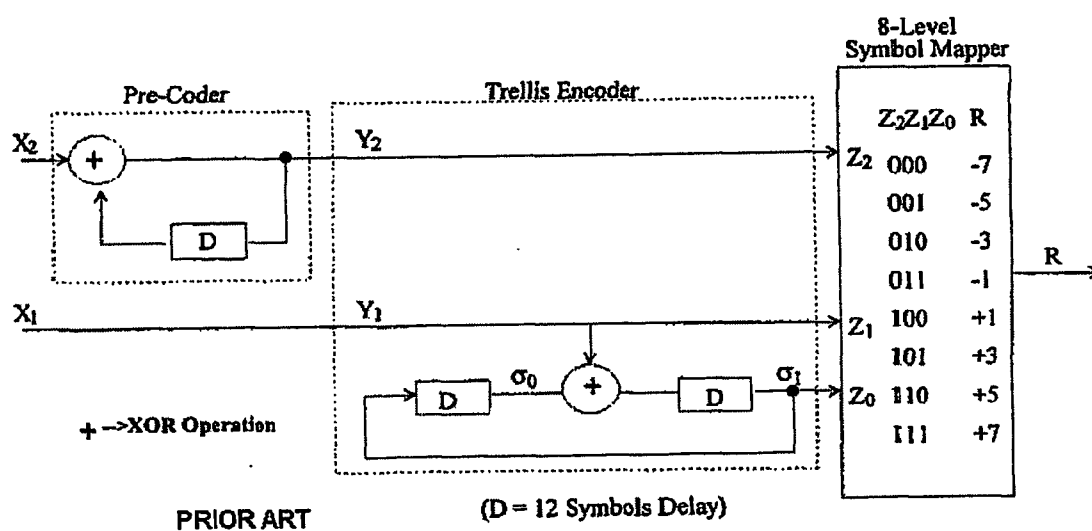 8-Level
Symbol Mapper
Pre-Coder
Trellis Encoder
Z₂Z₁Z₀ R
X₂
+
Y₂
Z₂
000 -7
001 -5
D
010 -3
011 -1
R
X₁
Y₁
Z₁
100 +1
101 +3
D
σ₀
+
D
σ₁
Z₀
110 +5
111 +7
+ -->XOR Operation
PRIOR ART
(D = 12 Symbols Delay)